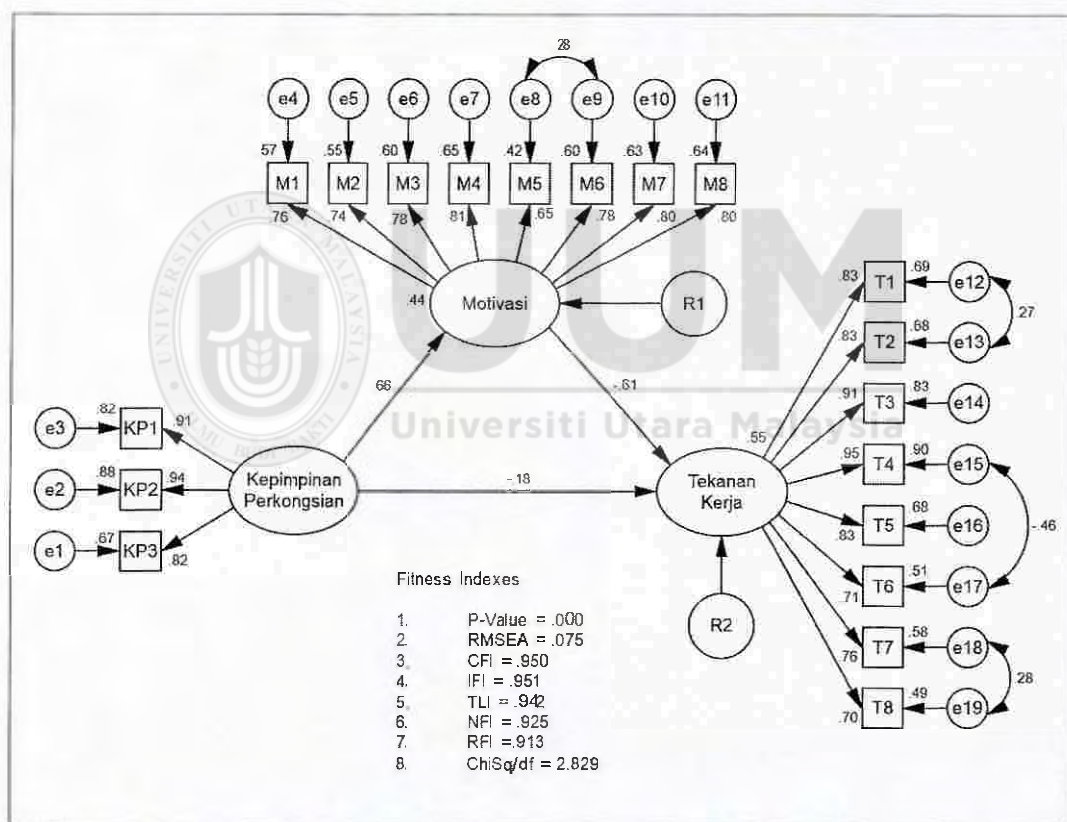 28
e4 e5 e6 e7 e8 e9 e10 e11
57 .55 .60 .65 .42 .60 .63 .64
M1 M2 M3 M4 M5 M6 M7 M8
.76 .74 .78 .81 .65 .78 .80 .80
UNIVERSITI UTARA MALAYSIA
UUM
Universiti Utara Malaysia
.44 Motivasi R1
66
-.61
-.18
.82 .91
e3 KP1
.88 .94
e2 KP2
.67 .82
e1 KP3
Kepimpinan
Perkongsian
.55
Tekanan
Kerja
R2
.83 T1 .69 e12
27
.83 T2 .68 e13
.91 T3 .83 e14
.95 T4 .90 e15
.83 T5 .68 e16
-.46
.71 T6 .51 e17
.76 T7 .58 e18
28
.70 T8 .49 e19
Fitness Indexes
1. P-Value = .000
2. RMSEA = .075
3. CFI = .950
4. IFI = .951
5. TLI = .942
6. NFI = .925
7. RFI = .913
8. ChiSq/df = 2.829